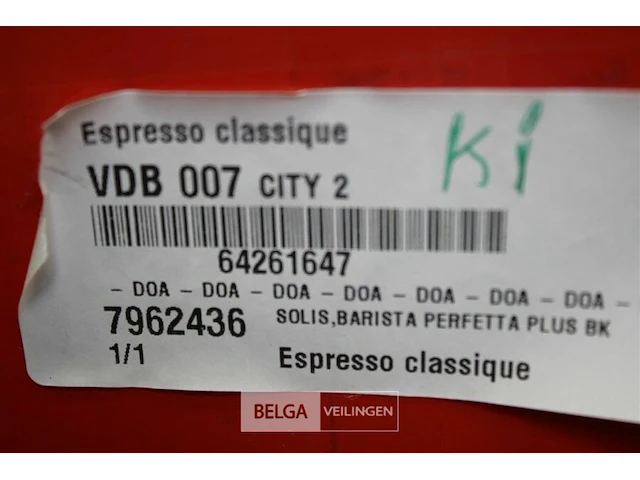 Espresso classique
Ki
VDB 007 CITY 2
64261647
- DOA - DOA - DOA - DOA - DOA - DOA - DOA -
7962436 SOLIS,BARISTA PERFETTA PLUS BK
1/1 Espresso classique
BELGA VEILINGEN